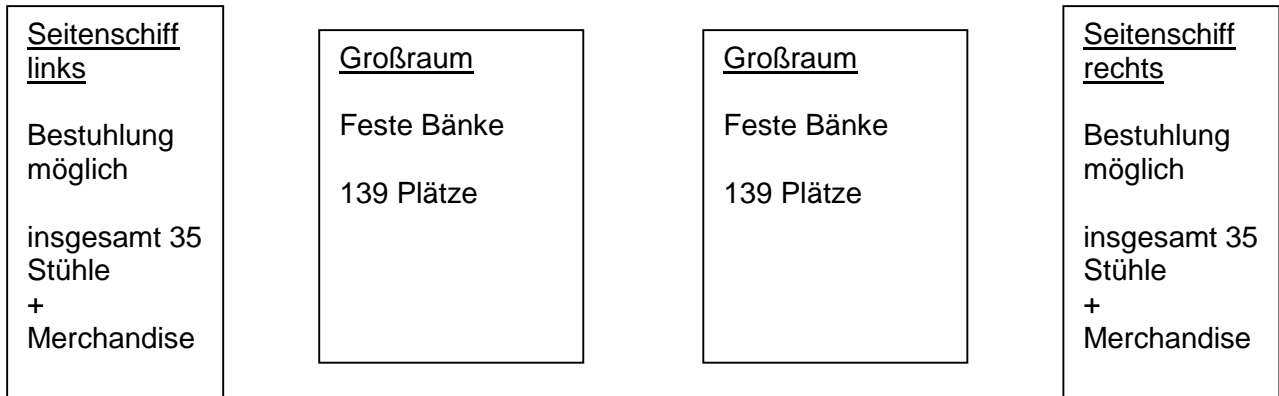 Seitenschiff
links
Bestuhlung
möglich
insgesamt 35
Stühle
+
Merchandise
Großraum
Feste Bänke
139 Plätze
Großraum
Feste Bänke
139 Plätze
Seitenschiff
rechts
Bestuhlung
möglich
insgesamt 35
Stühle
+
Merchandise